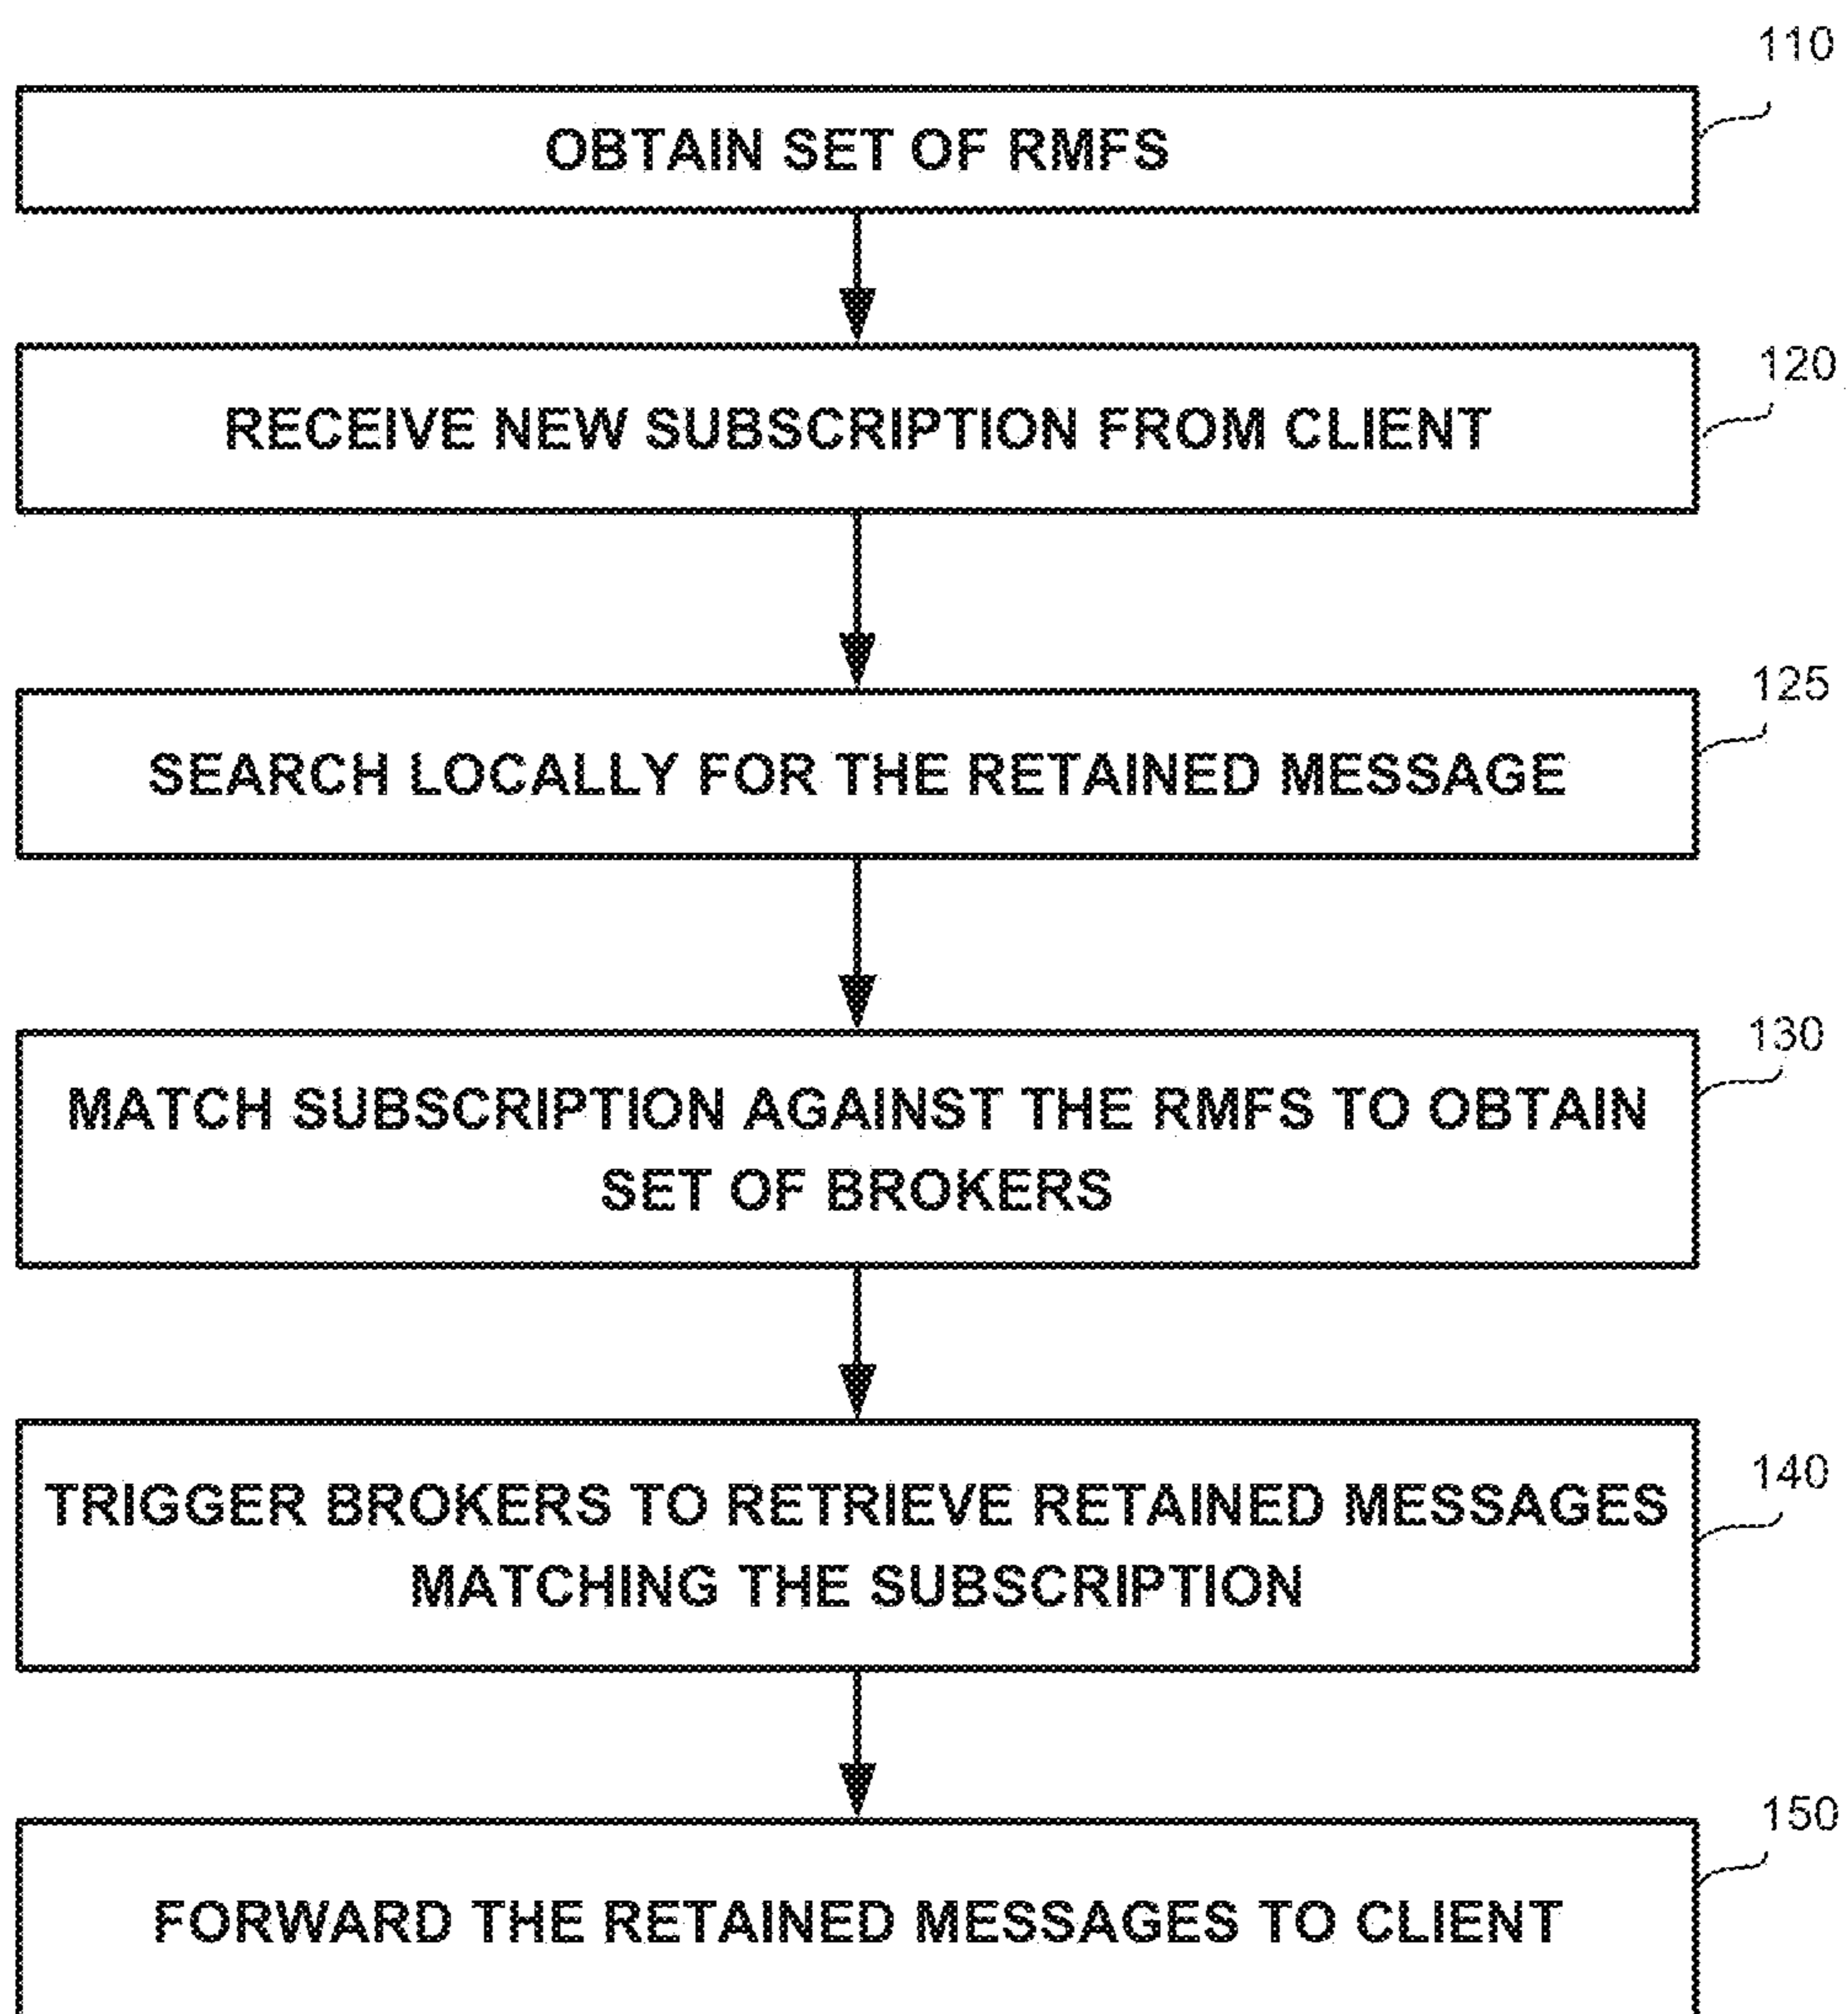 110
OBTAIN SET OF RMFS
120
RECEIVE NEW SUBSCRIPTION FROM CLIENT
125
SEARCH LOCALLY FOR THE RETAINED MESSAGE
130
MATCH SUBSCRIPTION AGAINST THE RMFS TO OBTAIN
SET OF BROKERS
140
TRIGGER BROKERS TO RETRIEVE RETAINED MESSAGES
MATCHING THE SUBSCRIPTION
150
FORWARD THE RETAINED MESSAGES TO CLIENT